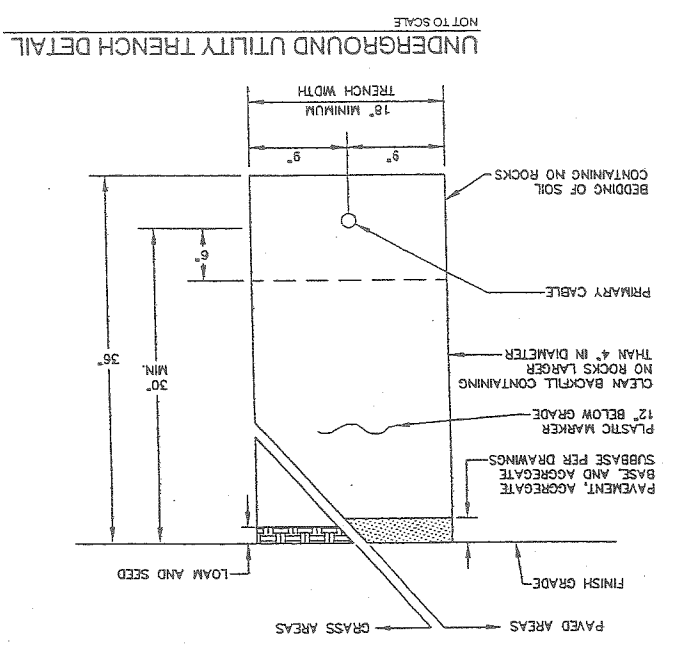 PAVED AREAS
GRASS AREAS
FINISH GRADE
LOAM AND SEED
PAVEMENT, AGGREGATE
BASE, AND AGGREGATE
SUBBASE PER DRAWINGS
PLASTIC MARKER
12" BELOW GRADE
CLEAN BACKFILL CONTAINING
NO ROCKS LARGER
THAN 4" IN DIAMETER
30"
MIN.
36"
PRIMARY CABLE
6"
BEDDING OF SOIL
CONTAINING NO ROCKS
9"
9"
18" MINIMUM
TRENCH WIDTH
UNDERGROUND UTILITY TRENCH DETAIL
NOT TO SCALE